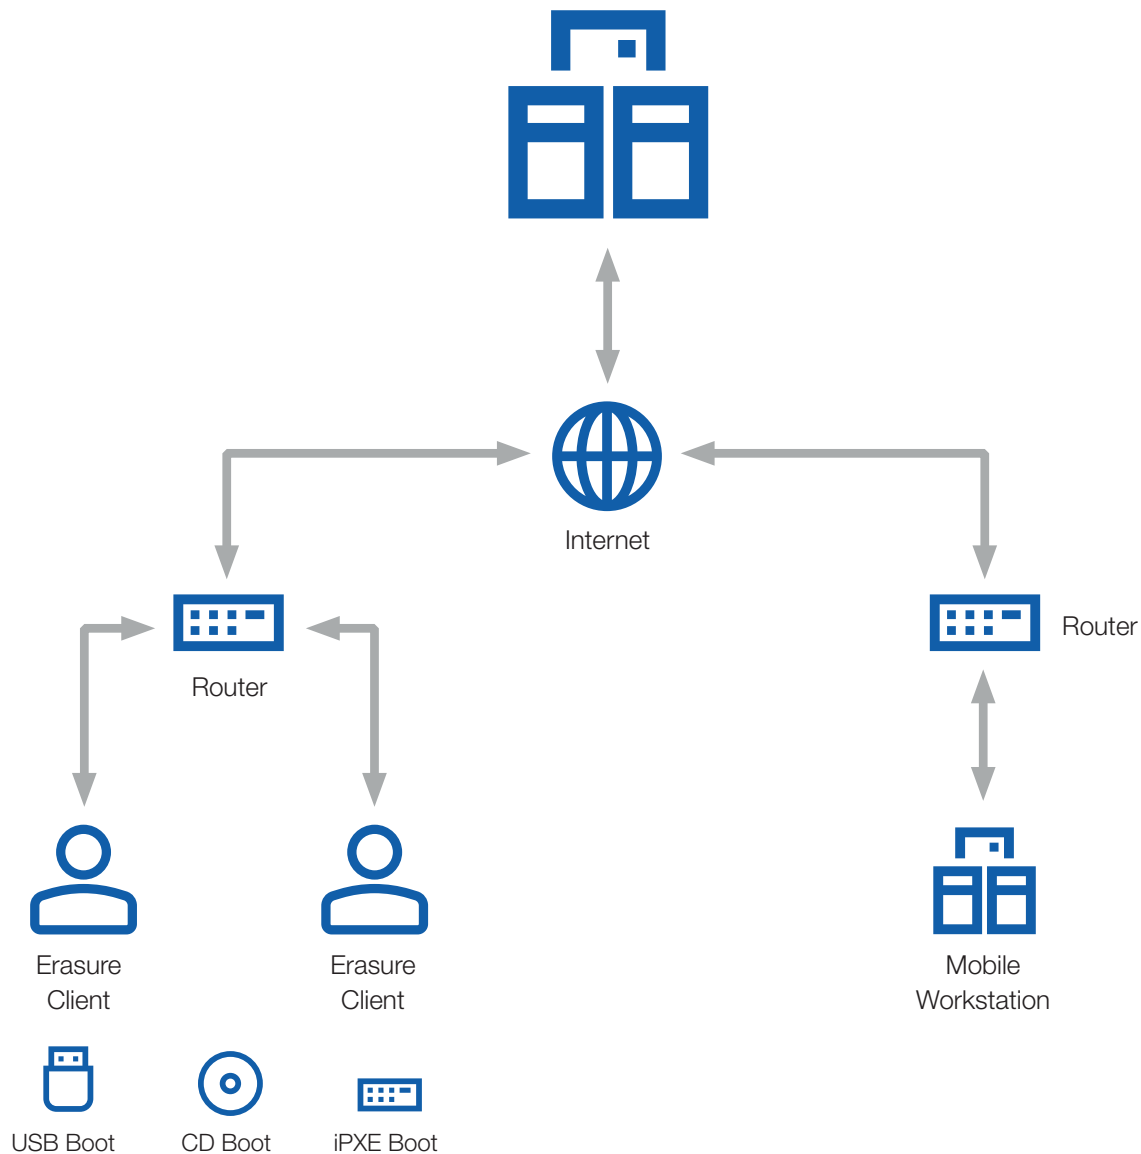 Internet
Router
Router
Erasure
Client
Erasure
Client
Mobile
Workstation
USB Boot
CD Boot
iPXE Boot